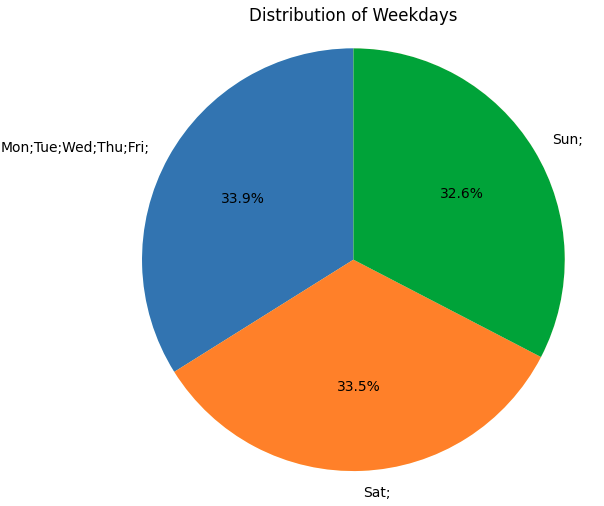 Distribution of Weekdays
Sun;
Mon;Tue;Wed;Thu;Fri;
32.6%
33.9%
33.5%
Sat;